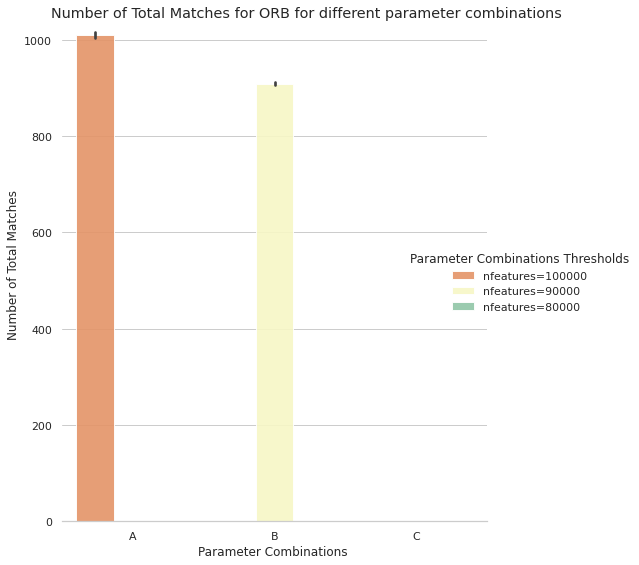 Number of Total Matches for ORB for different parameter combinations
1000
800
600
400
200
0
Number of Total Matches
A
B
C
Parameter Combinations
Parameter Combinations Thresholds
nfeatures=100000
nfeatures=90000
nfeatures=80000